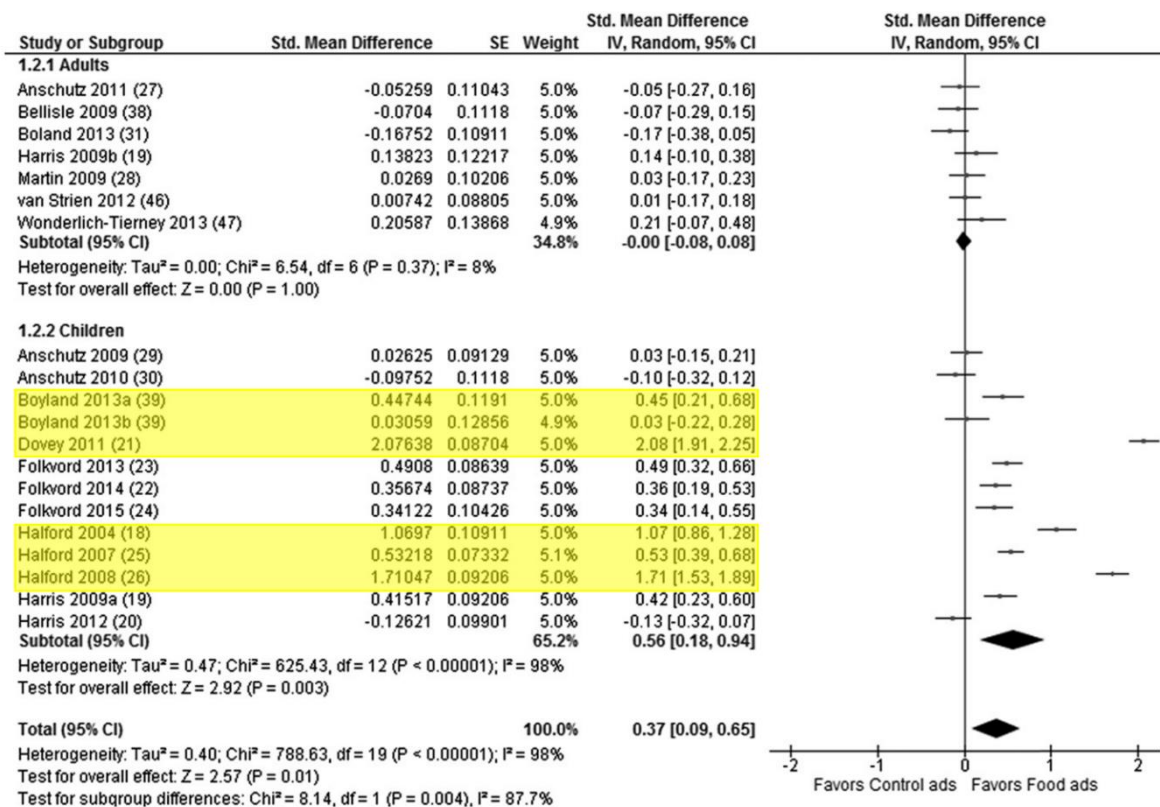 Std. Mean Difference Std. Mean Difference
Study or Subgroup Std. Mean Difference SE Weight IV, Random, 95% CI IV, Random, 95% CI
1.2.1 Adults
Anschutz 2011 (27) -0.05259 0.11043 5.0% -0.05 [-0.27, 0.16]
Bellisle 2009 (38) -0.0704 0.1118 5.0% -0.07 [-0.29, 0.15]
Boland 2013 (31) -0.16752 0.10911 5.0% -0.17 [-0.38, 0.05]
Harris 2009b (19) 0.13823 0.12217 5.0% 0.14 [-0.10, 0.38]
Martin 2009 (28) 0.0269 0.10206 5.0% 0.03 [-0.17, 0.23]
van Strien 2012 (46) 0.00742 0.08805 5.0% 0.01 [-0.17, 0.18]
Wonderlich-Tierney 2013 (47) 0.20587 0.13868 4.9% 0.21 [-0.07, 0.48]
Subtotal (95% CI) 34.8% -0.00 [-0.08, 0.08]
Heterogeneity: Tau² = 0.00; Chi² = 6.54, df = 6 (P = 0.37); I² = 8%
Test for overall effect: Z = 0.00 (P = 1.00)
1.2.2 Children
Anschutz 2009 (29) 0.02625 0.09129 5.0% 0.03 [-0.15, 0.21]
Anschutz 2010 (30) -0.09752 0.1118 5.0% -0.10 [-0.32, 0.12]
Boyland 2013a (39) 0.44744 0.1191 5.0% 0.45 [0.21, 0.68]
Boyland 2013b (39) 0.03059 0.12856 4.9% 0.03 [-0.22, 0.28]
Dovey 2011 (21) 2.07638 0.08704 5.0% 2.08 [1.91, 2.25]
Folkvord 2013 (23) 0.4908 0.08639 5.0% 0.49 [0.32, 0.66]
Folkvord 2014 (22) 0.35674 0.08737 5.0% 0.36 [0.19, 0.53]
Folkvord 2015 (24) 0.34122 0.10426 5.0% 0.34 [0.14, 0.55]
Halford 2004 (18) 1.0697 0.10911 5.0% 1.07 [0.86, 1.28]
Halford 2007 (25) 0.53218 0.07332 5.1% 0.53 [0.39, 0.68]
Halford 2008 (26) 1.71047 0.09206 5.0% 1.71 [1.53, 1.89]
Harris 2009a (19) 0.41517 0.09206 5.0% 0.42 [0.23, 0.60]
Harris 2012 (20) -0.12621 0.09901 5.0% -0.13 [-0.32, 0.07]
Subtotal (95% CI) 65.2% 0.56 [0.18, 0.94]
Heterogeneity: Tau² = 0.47; Chi² = 625.43, df = 12 (P < 0.00001); I² = 98%
Test for overall effect: Z = 2.92 (P = 0.003)
Total (95% CI) 100.0% 0.37 [0.09, 0.65]
Heterogeneity: Tau² = 0.40; Chi² = 788.63, df = 19 (P < 0.00001); I² = 98%
Test for overall effect: Z = 2.57 (P = 0.01)
Test for subgroup differences: Chi² = 8.14, df = 1 (P = 0.004), I² = 87.7%
-2 -1 0 1 2
Favors Control ads Favors Food ads